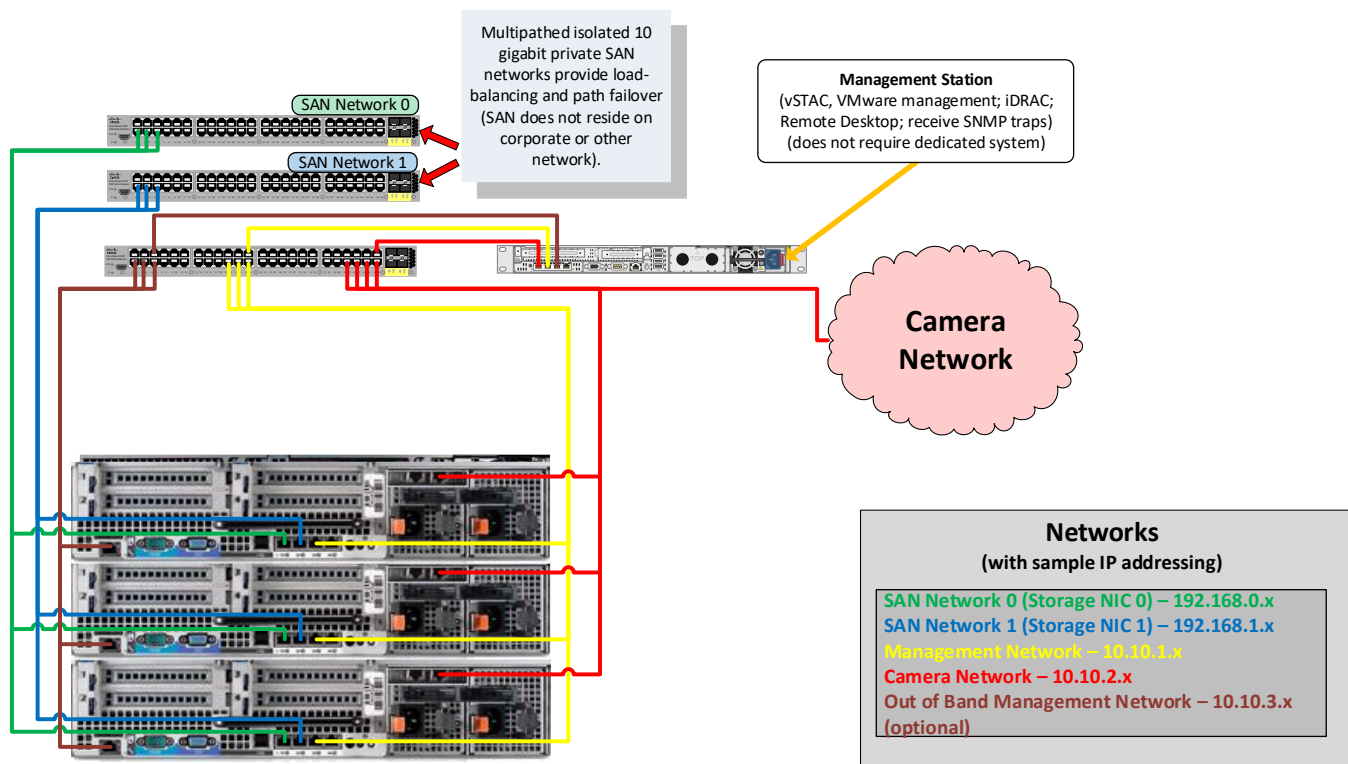 Multipathed isolated 10
gigabit private SAN
networks provide load-
balancing and path failover
(SAN does not reside on
corporate or other
network).
Management Station
(vSTAC, VMware management; iDRAC;
Remote Desktop; receive SNMP traps)
(does not require dedicated system)
SAN Network 0
SAN Network 1
TOP
Camera
Network
Networks
(with sample IP addressing)
SAN Network 0 (Storage NIC 0) – 192.168.0.x
SAN Network 1 (Storage NIC 1) – 192.168.1.x
Management Network – 10.10.1.x
Camera Network – 10.10.2.x
Out of Band Management Network – 10.10.3.x
(optional)